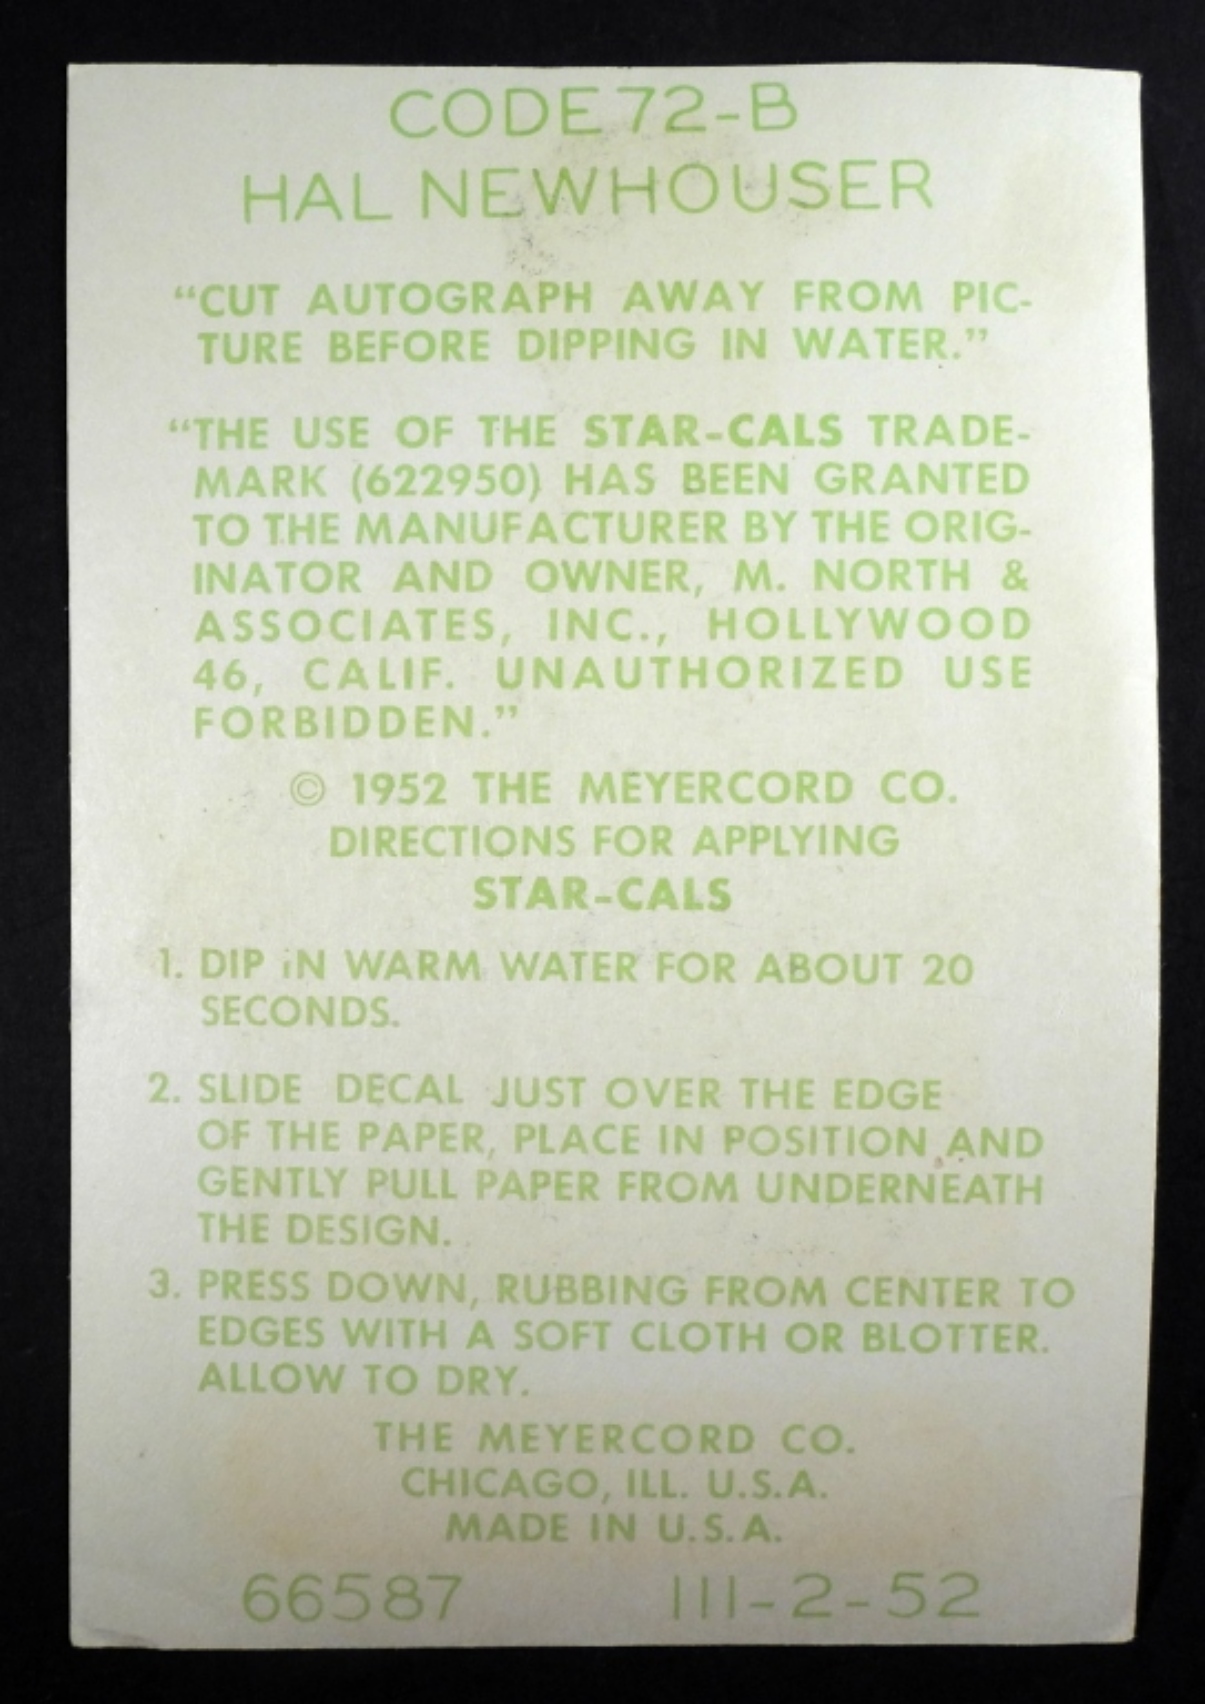 CODE 72-B
HAL NEWHOUSER
“CUT AUTOGRAPH AWAY FROM PIC-
TURE BEFORE DIPPING IN WATER.”
“THE USE OF THE STAR-CALS TRADE-
MARK (622950) HAS BEEN GRANTED
TO THE MANUFACTURER BY THE ORIG-
INATOR AND OWNER, M. NORTH &
ASSOCIATES, INC., HOLLYWOOD
46, CALIF. UNAUTHORIZED USE
FORBIDDEN.”
© 1952 THE MEYERCORD CO.
DIRECTIONS FOR APPLYING
STAR-CALS
1. DIP IN WARM WATER FOR ABOUT 20
SECONDS.
2. SLIDE DECAL JUST OVER THE EDGE
OF THE PAPER, PLACE IN POSITION AND
GENTLY PULL PAPER FROM UNDERNEATH
THE DESIGN.
3. PRESS DOWN, RUBBING FROM CENTER TO
EDGES WITH A SOFT CLOTH OR BLOTTER.
ALLOW TO DRY.
THE MEYERCORD CO.
CHICAGO, ILL. U.S.A.
MADE IN U.S.A.
66587 III-2-52